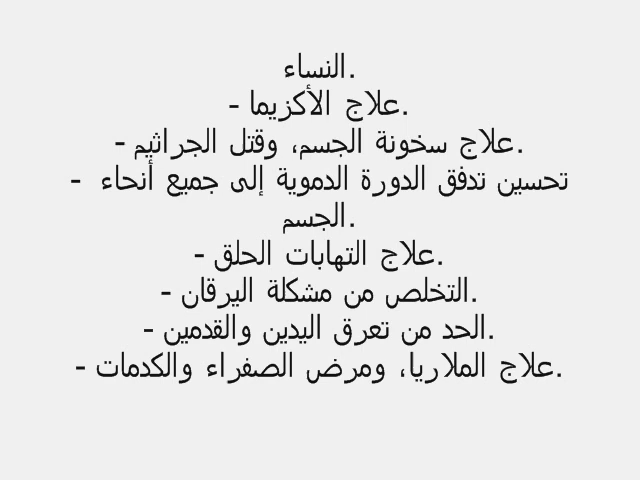 النساء.
علاج الأكزيما -.
علاج سخونة الجسم، وقتل الجراثيم -.
تحسين تدفق الدورة الدموية إلى جميع أنحاء -
الجسم.
علاج التهابات الحلق -.
التخلص من مشكلة اليرقان -.
الحد من تعرق اليدين والقدمين -.
علاج الملاريا، ومرض الصفراء والكدمات -.